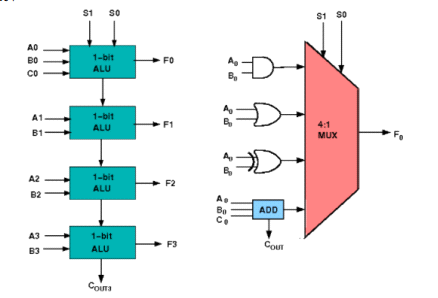 S1 S0
A0
B0
C0
1-bit
ALU
F0
A1
B1
1-bit
ALU
F1
A2
B2
1-bit
ALU
F2
A3
B3
1-bit
ALU
F3
COUT3
S1 S0
A0
B0
A0
B0
A0
B0
A0
B0
C0
ADD
COUT
4:1
MUX
F0